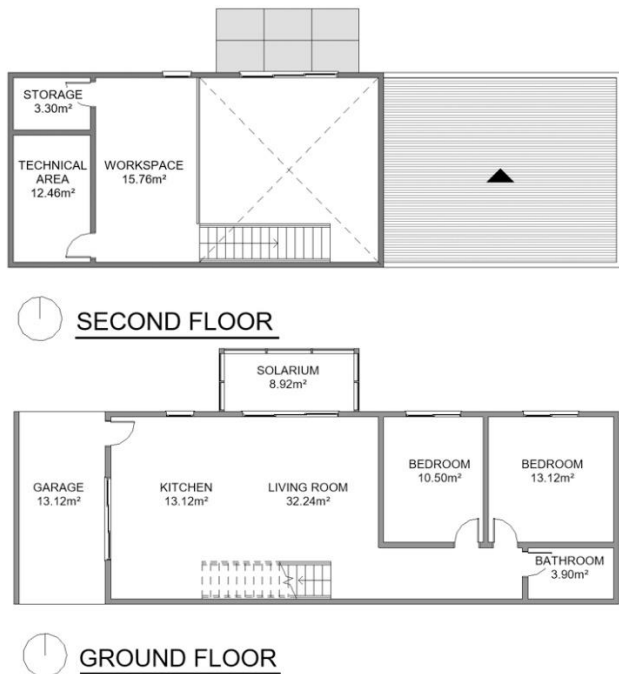 STORAGE
3.30m²
TECHNICAL
AREA
12.46m²
WORKSPACE
15.76m²
SECOND FLOOR
SOLARIUM
8.92m²
GARAGE
13.12m²
KITCHEN
13.12m²
LIVING ROOM
32.24m²
BEDROOM
10.50m²
BEDROOM
13.12m²
BATHROOM
3.90m²
GROUND FLOOR